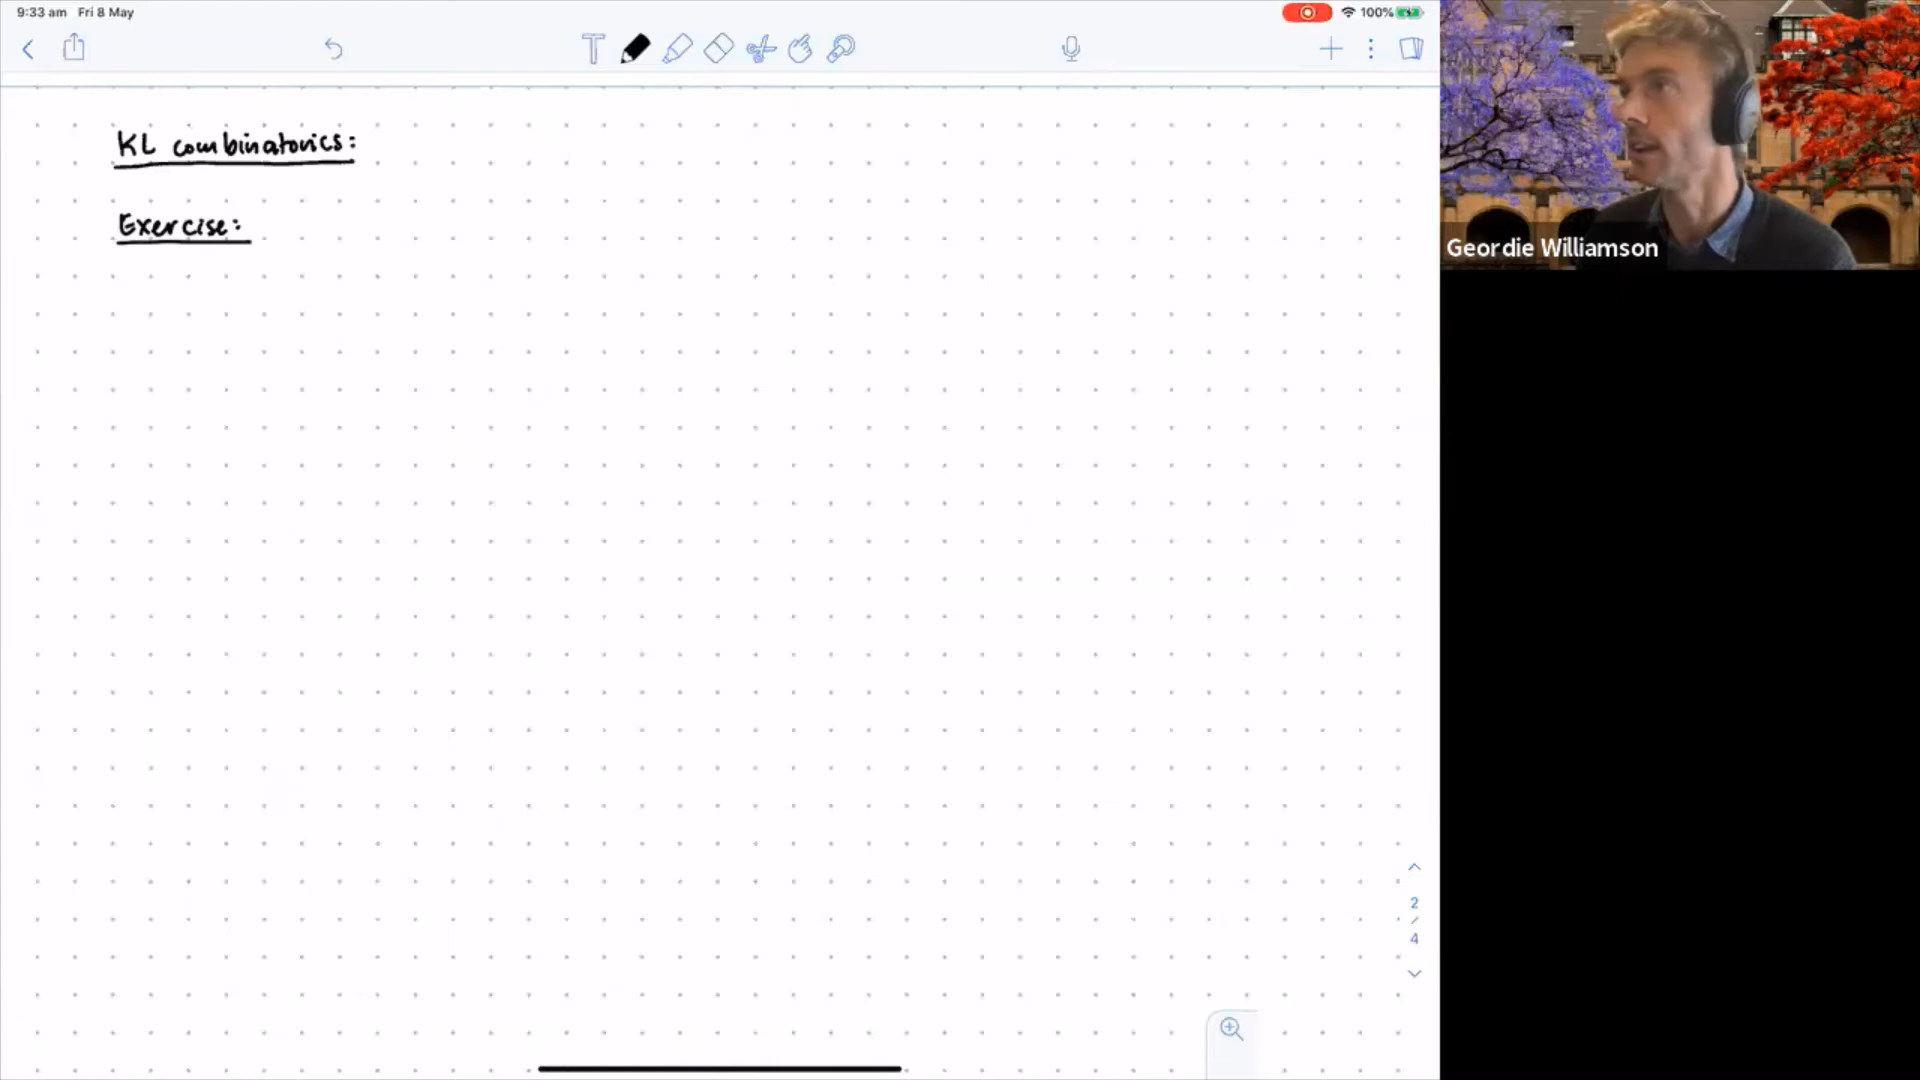 9:33 am Fri 8 May
100%
KL combinatorics:
Exercise:
Geordie Williamson
2
/
4